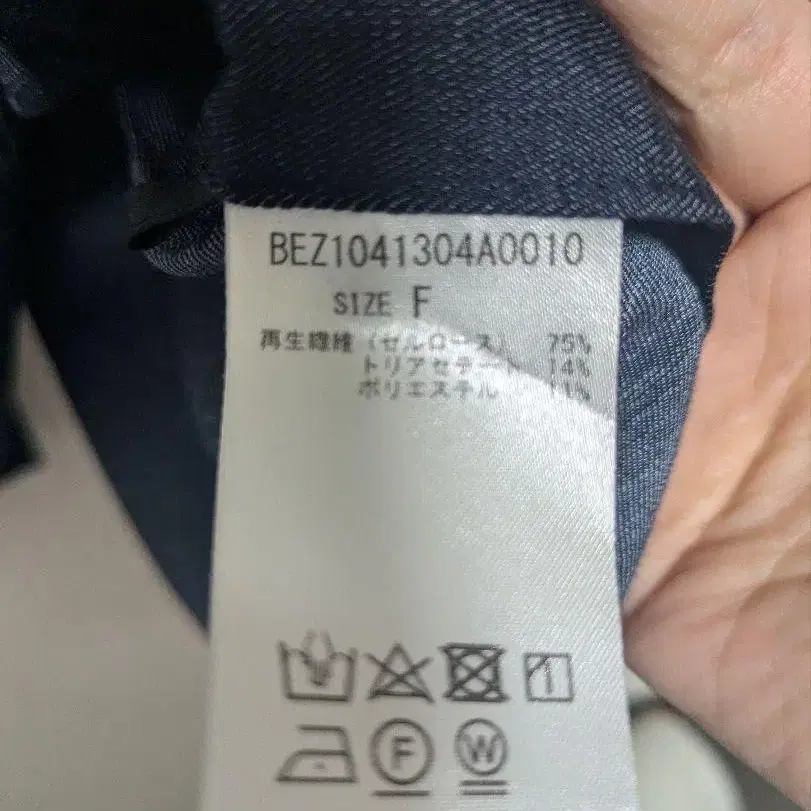 BEZ1041304A0010
SIZE F
再生繊維（セルロース） 75%
トリアセテート 14%
ポリエステル 11%
F W